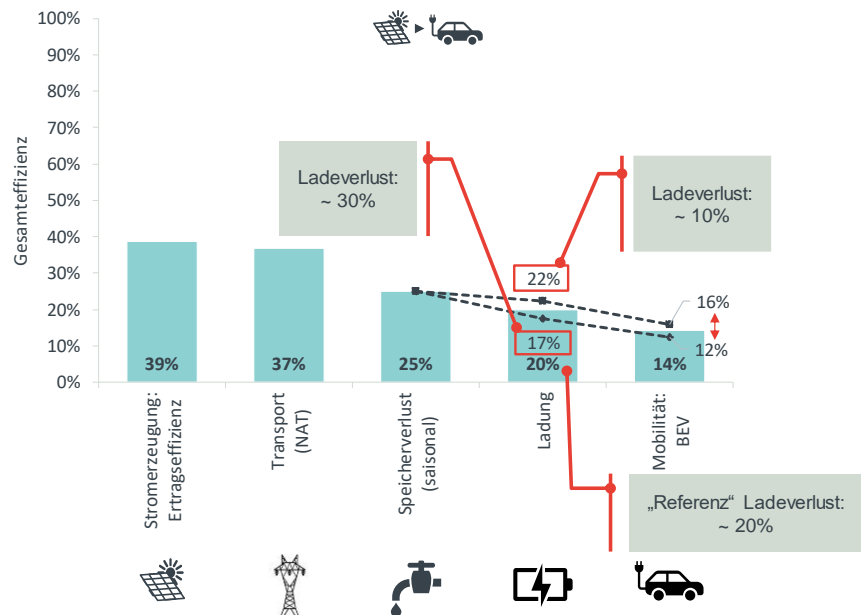 100%
90%
80%
70%
60%
50%
40%
30%
20%
10%
0%
Gesamteffizienz
Ladeverlust:
~ 30%
Ladeverlust:
~ 10%
22%
17%
16%
12%
39%
37%
25%
20%
14%
Stromerzeugung:
Ertragseffizienz
Transport
(NAT)
Speicherverlust
(saisonal)
Ladung
Mobilität:
BEV
„Referenz“ Ladeverlust:
~ 20%